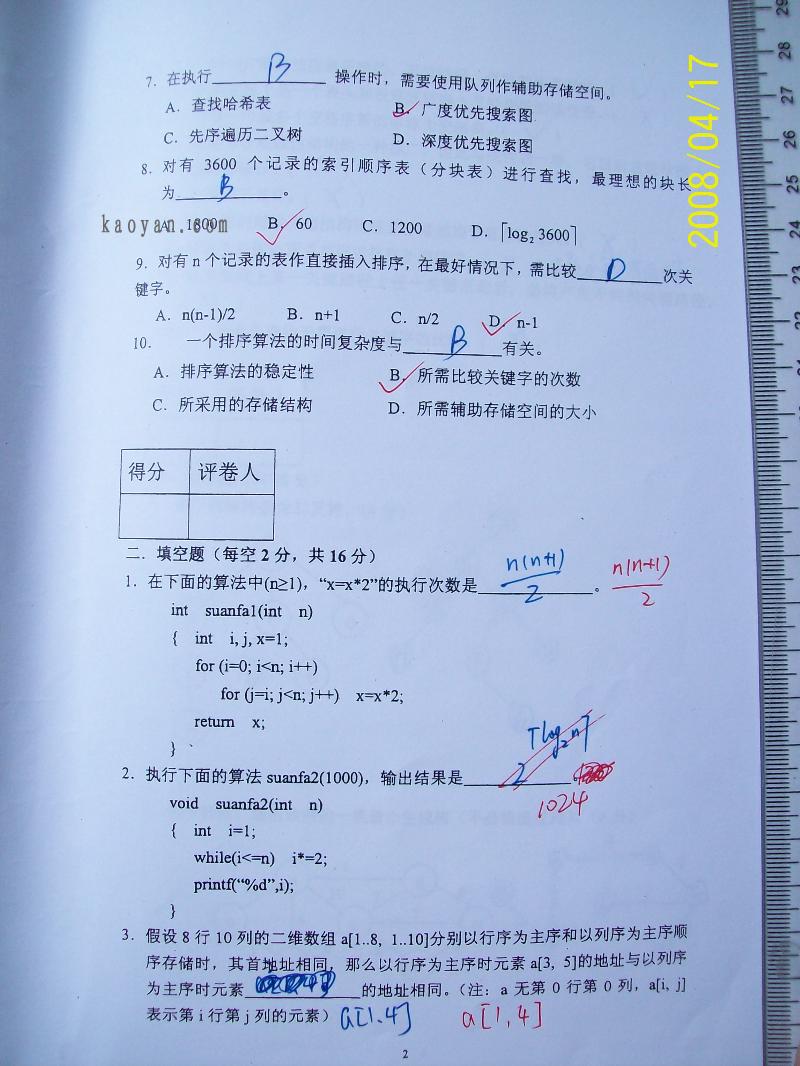 7. 在执行 B 操作时，需要使用队列作辅助存储空间。
A. 查找哈希表 B. 广度优先搜索图
C. 先序遍历二叉树 D. 深度优先搜索图
8. 对有 3600 个记录的索引顺序表（分块表）进行查找，最理想的块长
为 B 。
kaoyan.com
A. 1800 B. 60 C. 1200 D. ⌈log₂ 3600⌉
9. 对有 n 个记录的表作直接插入排序，在最好情况下，需比较 D 次关
键字。
A. n(n-1)/2 B. n+1 C. n/2 D. n-1
10. 一个排序算法的时间复杂度与 B 有关。
A. 排序算法的稳定性 B. 所需比较关键字的次数
C. 所采用的存储结构 D. 所需辅助存储空间的大小
得分 评卷人
二. 填空题（每空 2 分，共 16 分）
1. 在下面的算法中(n≥1)，“x=x*2”的执行次数是 n(n+1)/2 。 n(n+1)/2
int suanfa1(int n)
{ int i, j, x=1;
for (i=0; i<n; i++)
for (j=i; j<n; j++) x=x*2;
return x;
}
2. 执行下面的算法 suanfa2(1000)，输出结果是 2⌈log₂n⌉ 。
1024
void suanfa2(int n)
{ int i=1;
while(i<=n) i*=2;
printf(“%d”,i);
}
3. 假设 8 行 10 列的二维数组 a[1..8, 1..10]分别以行序为主序和以列序为主序顺
序存储时，其首地址相同，那么以行序为主序时元素 a[3, 5]的地址与以列序
为主序时元素 的地址相同。（注：a 无第 0 行第 0 列，a[i, j]
表示第 i 行第 j 列的元素） a[1.4] a[1,4]
2
2008/04/17
29
28
27
26
25
24
23
22
21
20
19